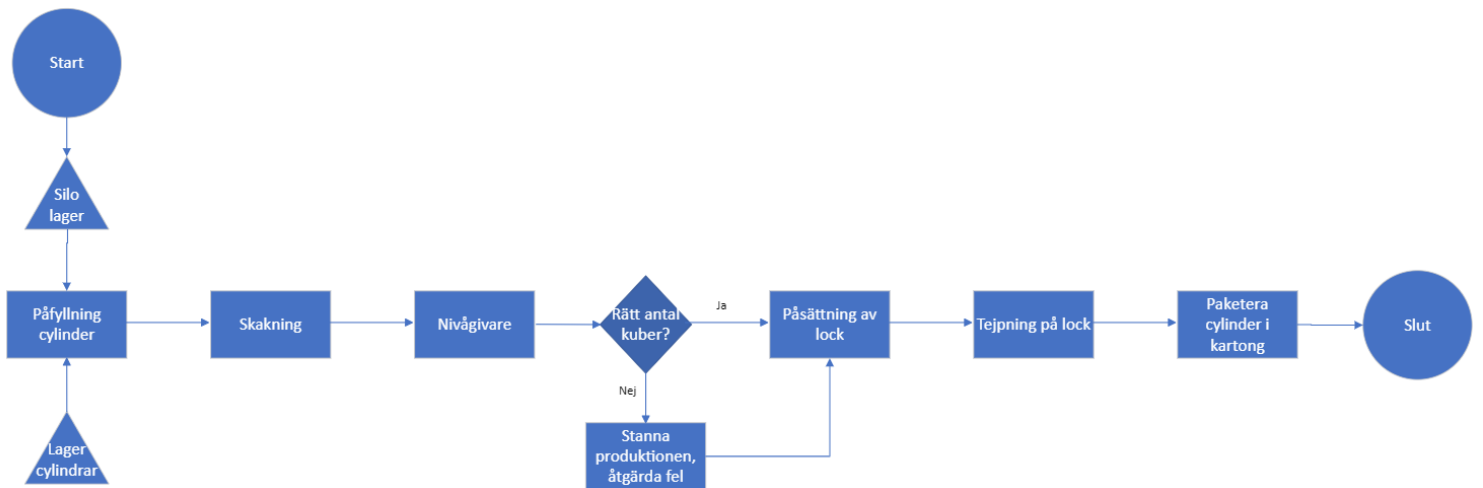 Start
Silo
lager
Påfyllning
cylinder
Lager
cylindrar
Skakning
Nivågivare
Rätt antal
kuber?
Ja
Nej
Stanna
produktionen,
åtgärda fel
Påsättning av
lock
Tejpning på lock
Paketera
cylinder i
kartong
Slut